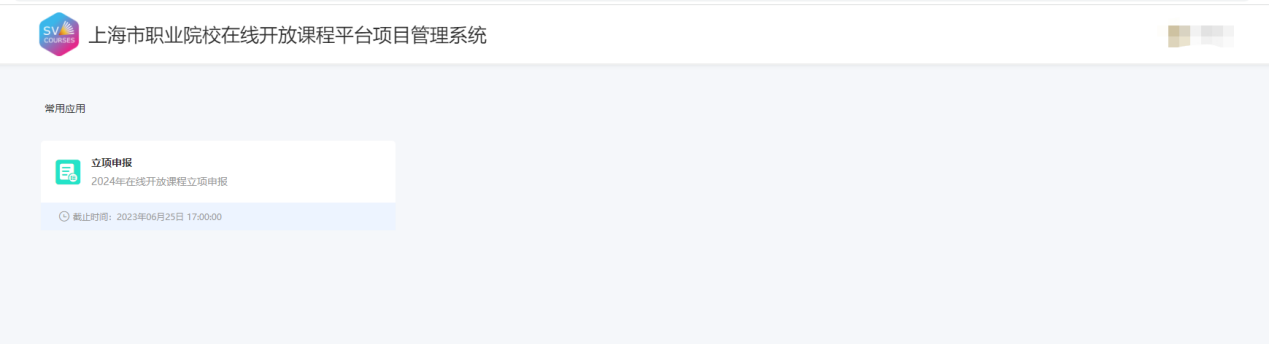 SV
COURSES
上海市职业院校在线开放课程平台项目管理系统
常用应用
立项申报
2024年在线开放课程立项申报
截止时间：2023年06月25日 17:00:00